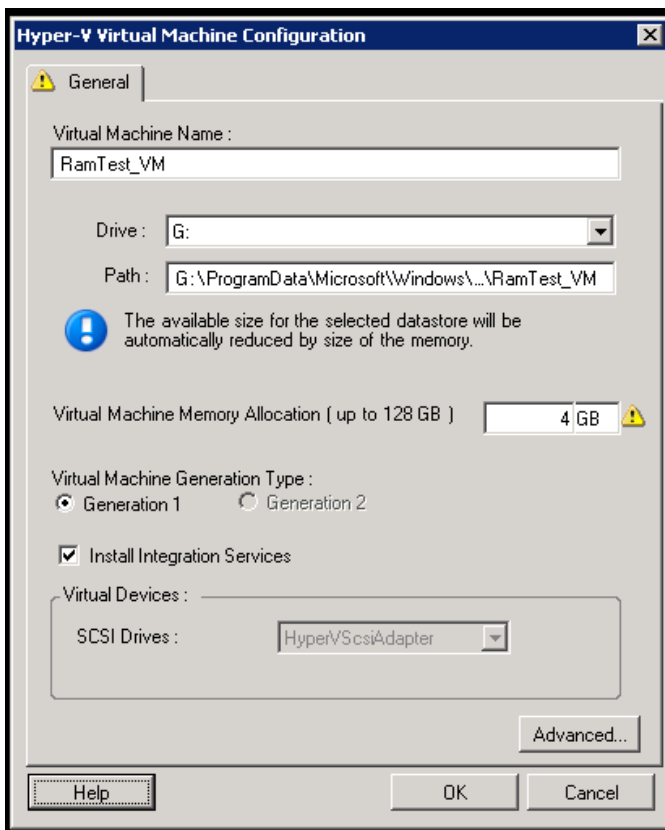 Hyper-V Virtual Machine Configuration
General
Virtual Machine Name :
RamTest_VM
Drive : G:
Path : G:\ProgramData\Microsoft\Windows\...\RamTest_VM
The available size for the selected datastore will be
automatically reduced by size of the memory.
Virtual Machine Memory Allocation ( up to 128 GB ) 4 GB
Virtual Machine Generation Type :
Generation 1 Generation 2
Install Integration Services
Virtual Devices :
SCSI Drives : HyperVScsiAdapter
Advanced...
Help OK Cancel